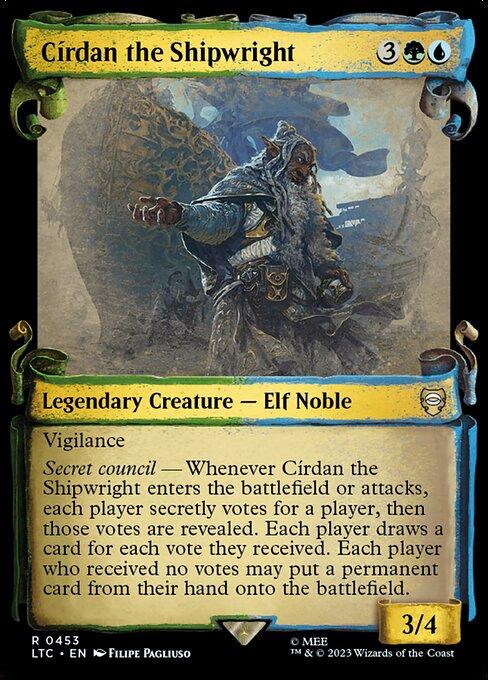 Círdan the Shipwright 3
Legendary Creature — Elf Noble
Vigilance
Secret council — Whenever Círdan the
Shipwright enters the battlefield or attacks,
each player secretly votes for a player, then
those votes are revealed. Each player draws a
card for each vote they received. Each player
who received no votes may put a permanent
card from their hand onto the battlefield.
3/4
R 0453
LTC • EN Filipe Pagliuso
© MEE
™ & © 2023 Wizards of the Coast